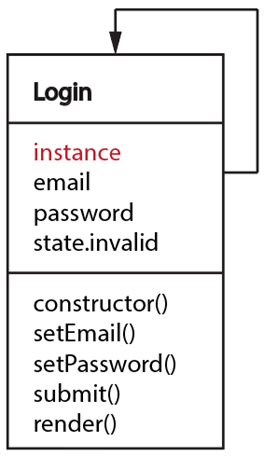 Login
instance
email
password
state.invalid
constructor()
setEmail()
setPassword()
submit()
render()